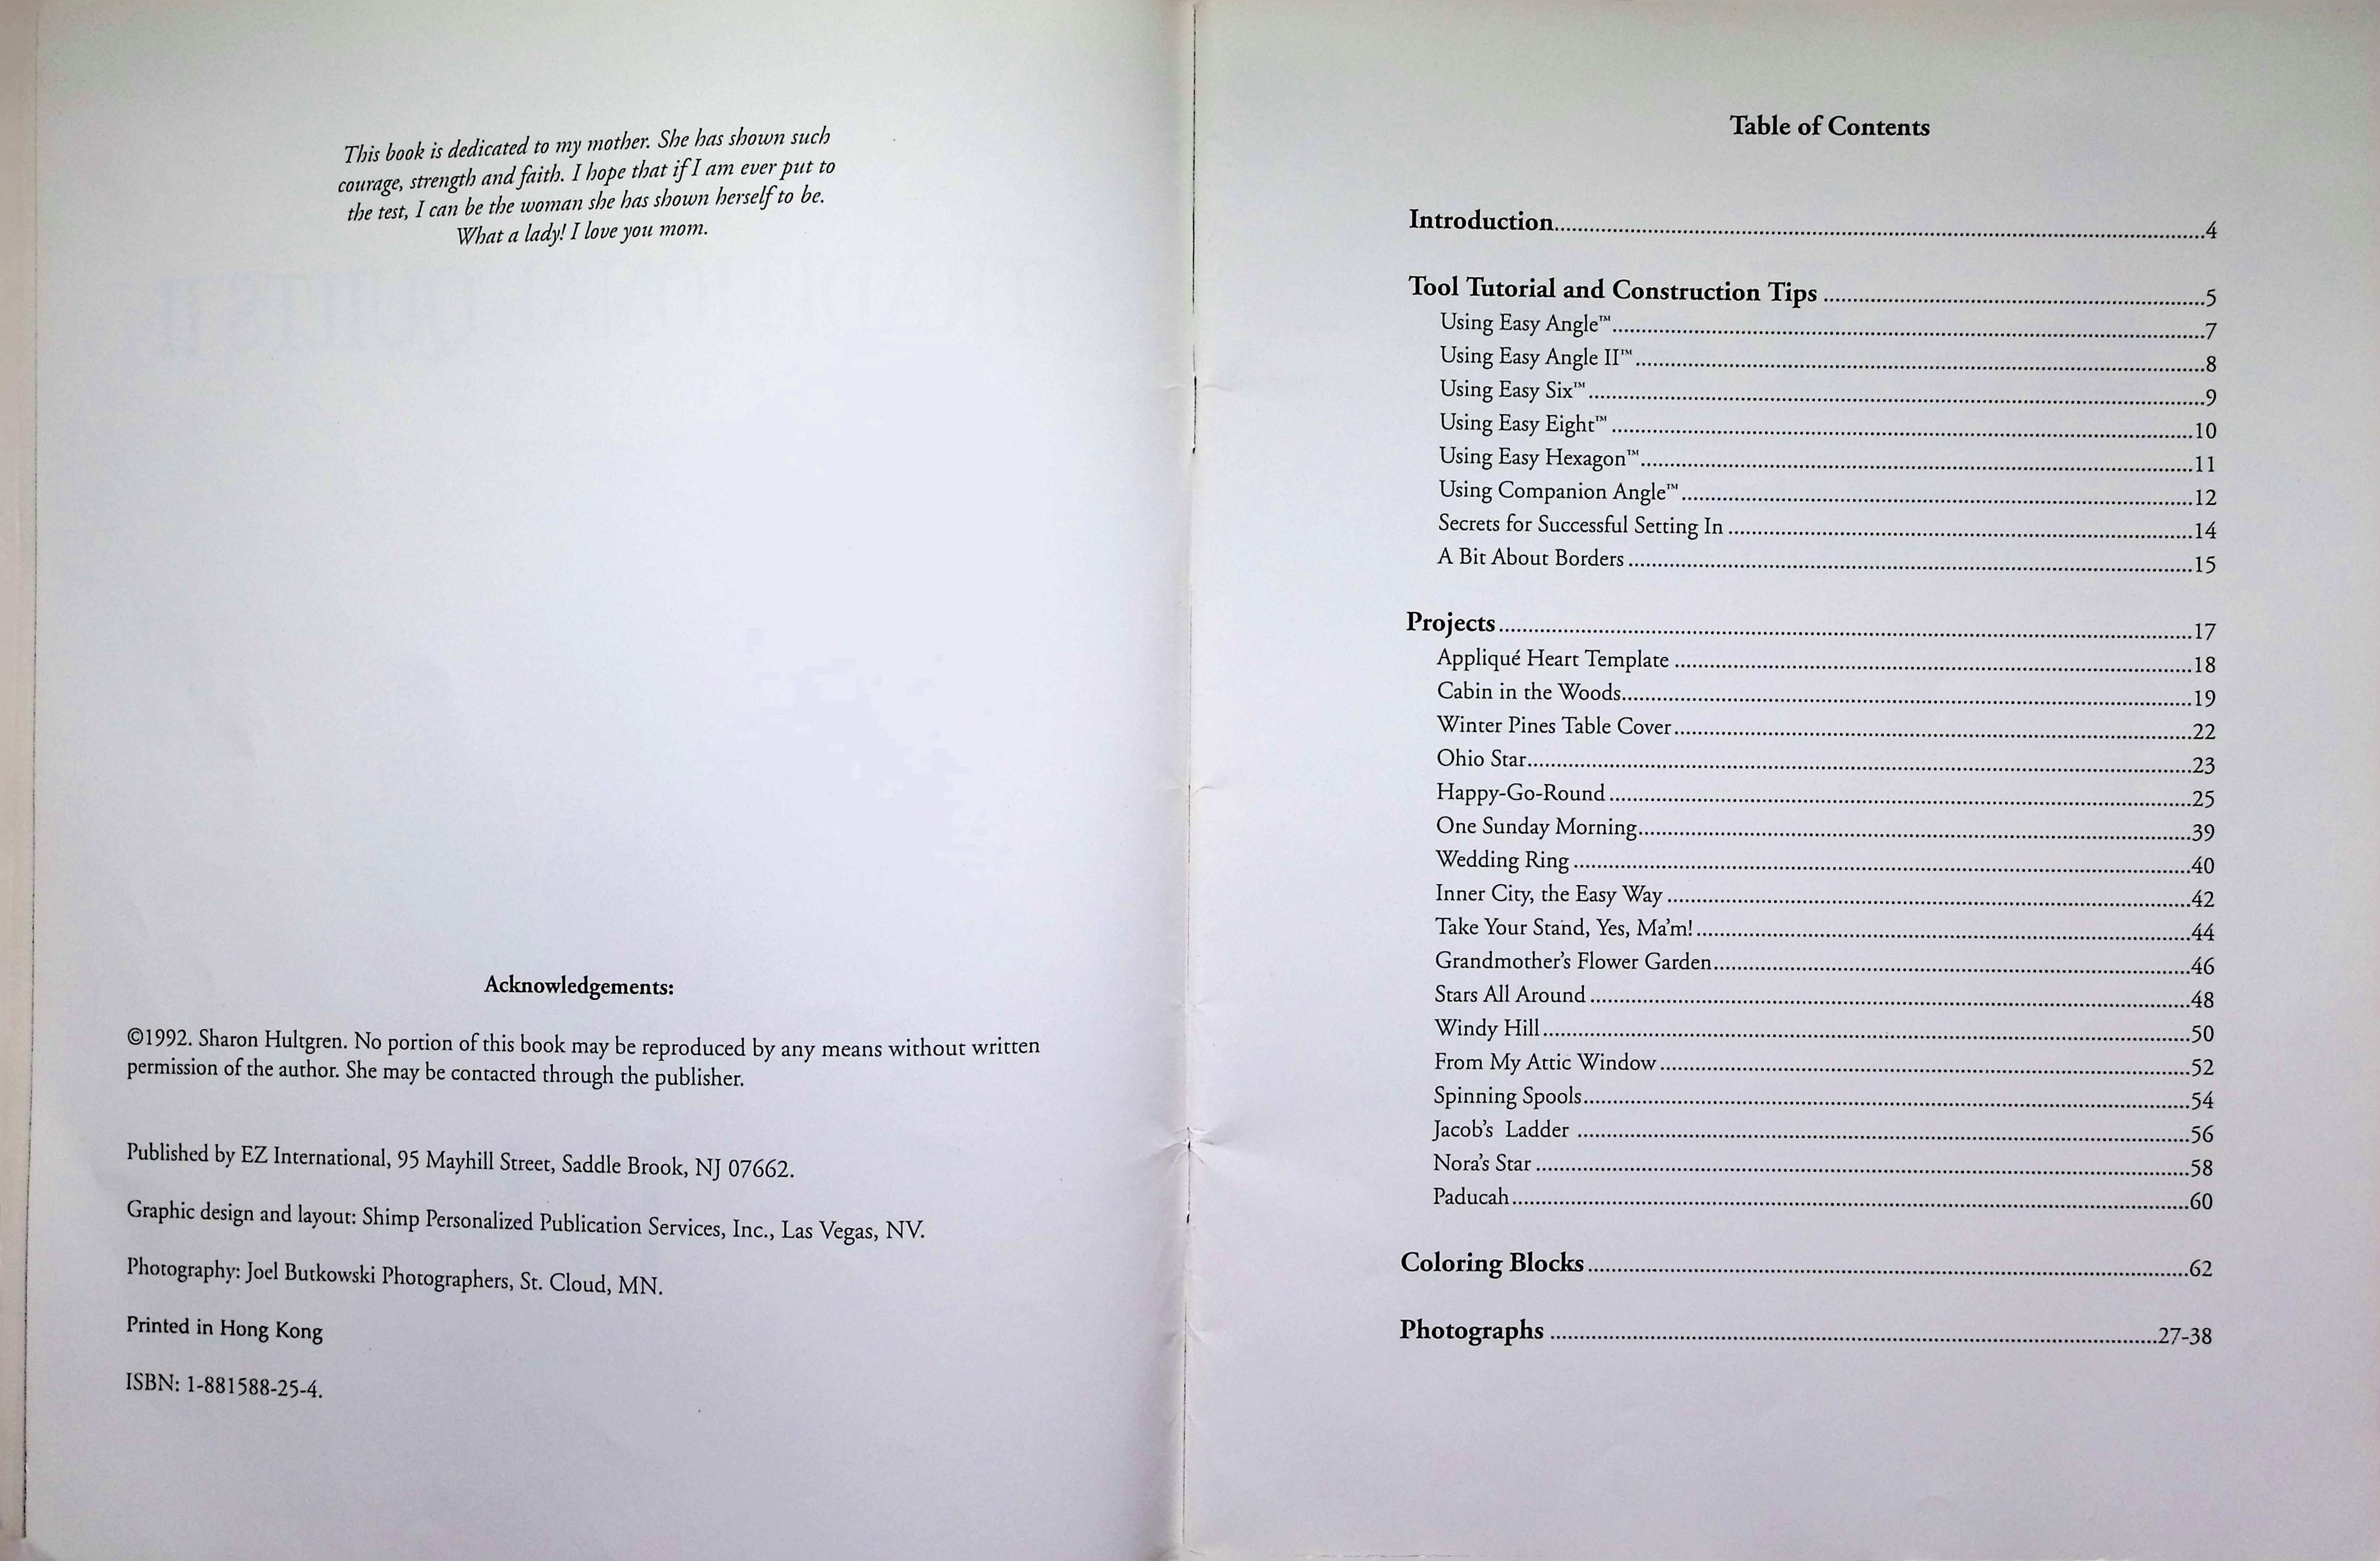 This book is dedicated to my mother. She has shown such
courage, strength and faith. I hope that if I am ever put to
the test, I can be the woman she has shown herself to be.
What a lady! I love you mom.
Acknowledgements:
©1992. Sharon Hultgren. No portion of this book may be reproduced by any means without written
permission of the author. She may be contacted through the publisher.
Published by EZ International, 95 Mayhill Street, Saddle Brook, NJ 07662.
Graphic design and layout: Shimp Personalized Publication Services, Inc., Las Vegas, NV.
Photography: Joel Butkowski Photographers, St. Cloud, MN.
Printed in Hong Kong
ISBN: 1-881588-25-4.
Table of Contents
Introduction....................4
Tool Tutorial and Construction Tips ....................5
Using Easy Angle™....................7
Using Easy Angle II™....................8
Using Easy Six™....................9
Using Easy Eight™....................10
Using Easy Hexagon™....................11
Using Companion Angle™....................12
Secrets for Successful Setting In ....................14
A Bit About Borders ....................15
Projects....................17
Appliqué Heart Template ....................18
Cabin in the Woods....................19
Winter Pines Table Cover....................22
Ohio Star....................23
Happy-Go-Round....................25
One Sunday Morning....................39
Wedding Ring ....................40
Inner City, the Easy Way ....................42
Take Your Stand, Yes, Ma'm!....................44
Grandmother's Flower Garden....................46
Stars All Around ....................48
Windy Hill....................50
From My Attic Window....................52
Spinning Spools....................54
Jacob's Ladder ....................56
Nora's Star ....................58
Paducah....................60
Coloring Blocks....................62
Photographs ....................27-38